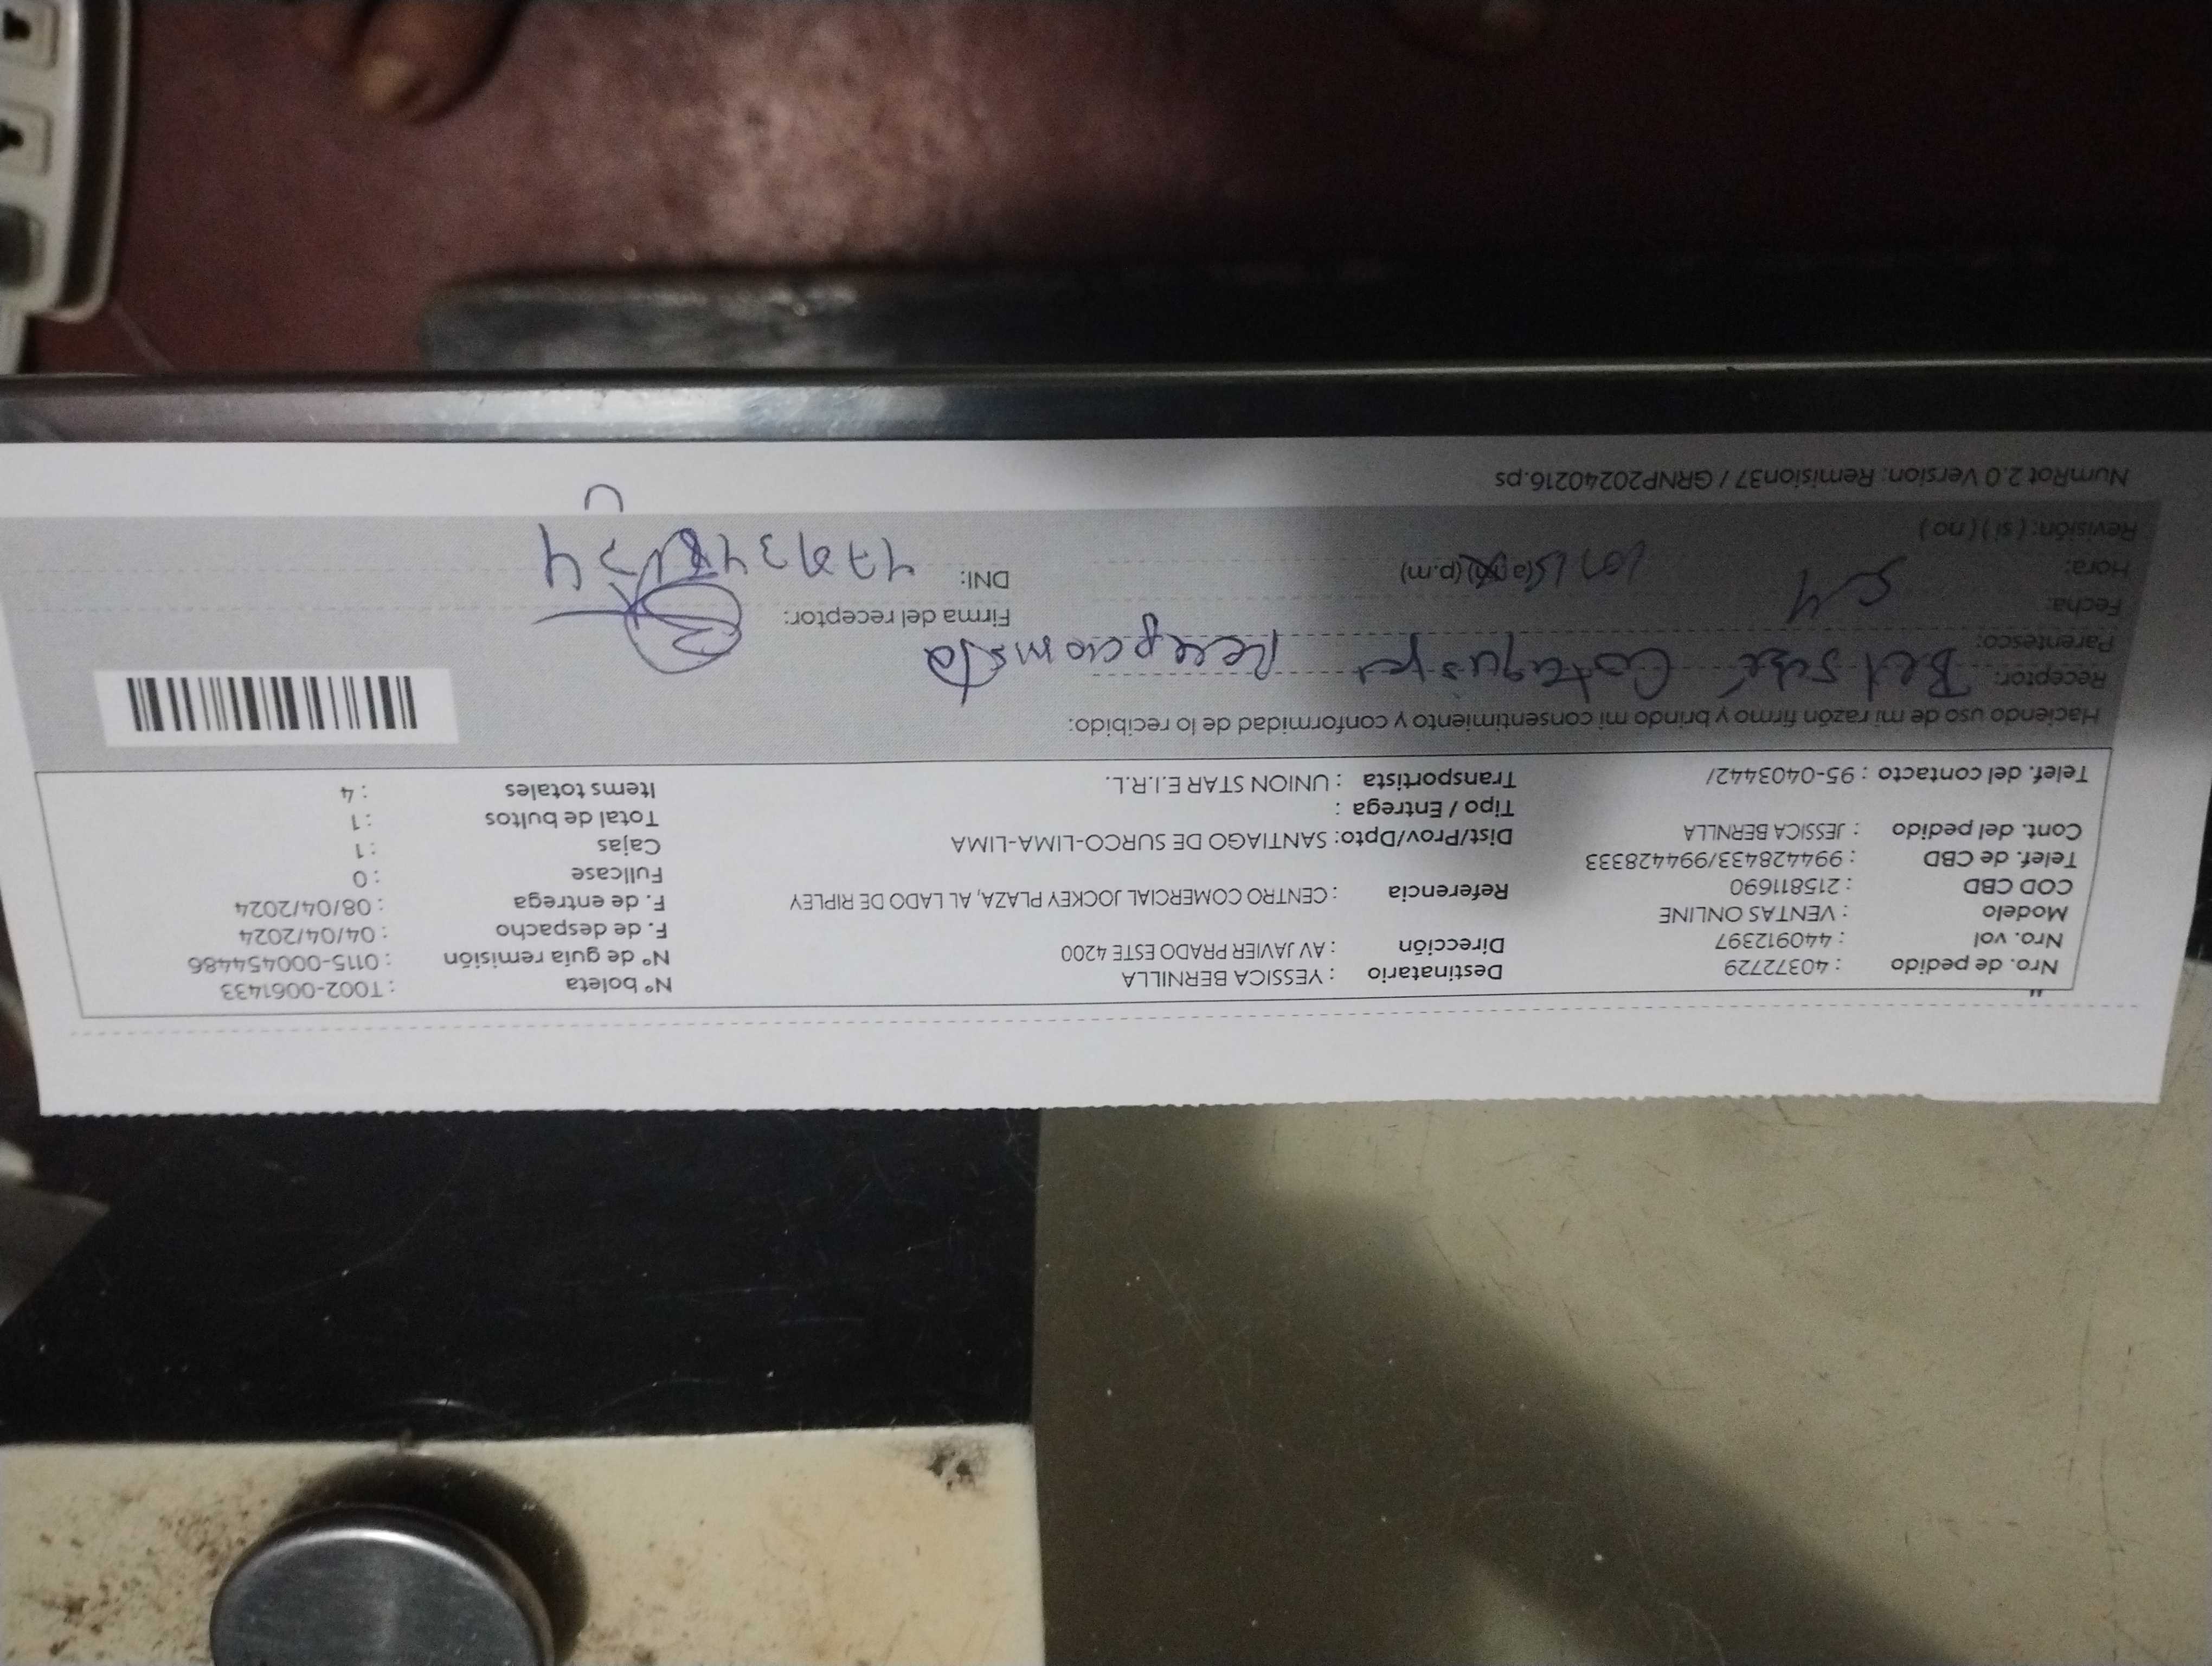 Nro. de pedido : 40372729
Nro. vol : 440912397
Modelo : VENTAS ONLINE
COD CBD : 215811690
Telef. de CBD : 994428433/994428333
Cont. del pedido : JESSICA BERNILLA
Telef. del contacto : 95-0403442/
Destinatario : YESSICA BERNILLA
Dirección : AV JAVIER PRADO ESTE 4200
Referencia : CENTRO COMERCIAL JOCKEY PLAZA, AL LADO DE RIPLEY
Dist/Prov/Dpto: SANTIAGO DE SURCO-LIMA-LIMA
Tipo / Entrega :
Transportista : UNION STAR E.I.R.L.
N° boleta : T002-0061433
N° de guía remisión : 0115-000454486
F. de despacho : 04/04/2024
F. de entrega : 08/04/2024
Fullcase : 0
Cajas : 1
Total de bultos : 1
Items totales : 4
Haciendo uso de mi razón firmo y brindo mi consentimiento y conformidad de lo recibido:
Receptor: Recepcionista
Parentesco:
Fecha:
Hora: (a.m) (p.m)
Revisión: ( si ) ( no )
Firma del receptor:
DNI:
NumRot 2.0 Version: Remision37 / GRNP20240216.ps